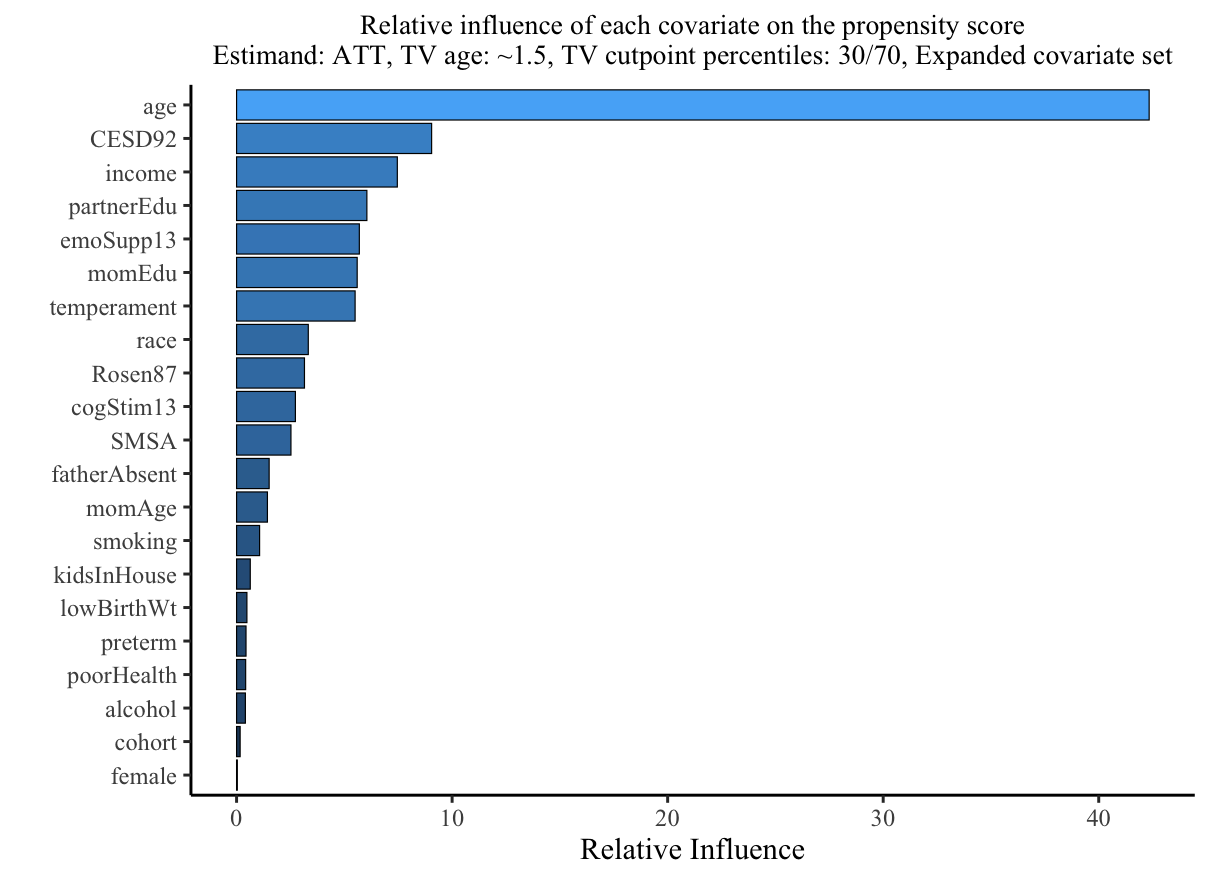 Relative influence of each covariate on the propensity score
Estimand: ATT, TV age: ~1.5, TV cutpoint percentiles: 30/70, Expanded covariate set
age
CESD92
income
partnerEdu
emoSupp13
momEdu
temperament
race
Rosen87
cogStim13
SMSA
fatherAbsent
momAge
smoking
kidsInHouse
lowBirthWt
preterm
poorHealth
alcohol
cohort
female
0 10 20 30 40
Relative Influence